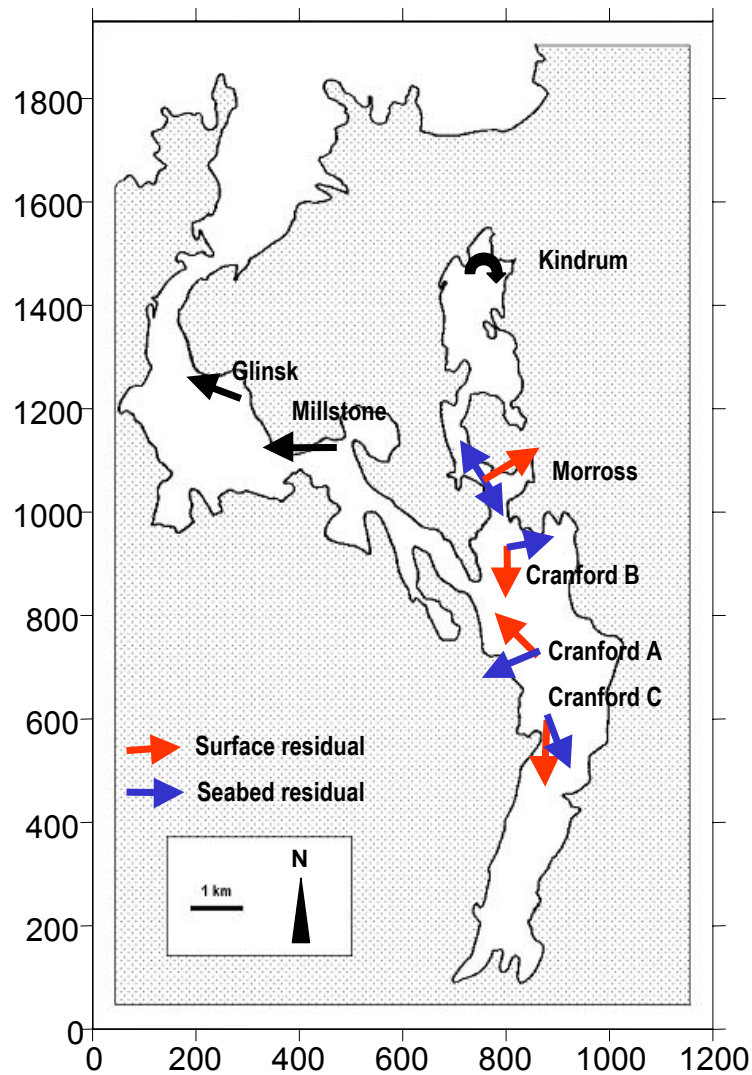 1800
1600
Kindrum
1400
Glinsk
1200
Millstone
Morross
1000
Cranford B
800
Cranford A
Cranford C
600
Surface residual
Seabed residual
400
N
1 km
200
0
0 200 400 600 800 1000 1200